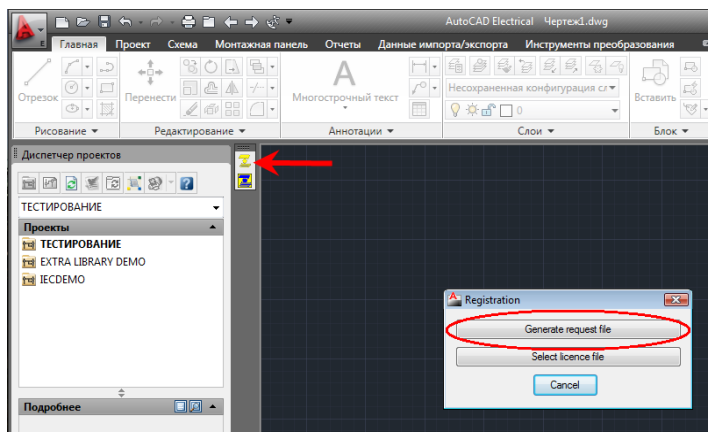 AutoCAD Electrical Чертеж1.dwg
E
Главная Проект Схема Монтажная панель Отчеты Данные импорта/экспорта Инструменты преобразования
Отрезок
Перенести
A
Многострочный текст
Несохраненная конфигурация сл
0
Вставить
Рисование Редактирование Аннотации Слои Блок
Диспетчер проектов
ТЕСТИРОВАНИЕ
Проекты
ТЕСТИРОВАНИЕ
EXTRA LIBRARY DEMO
IECDEMO
Registration
Generate request file
Select licence file
Cancel
Подробнее